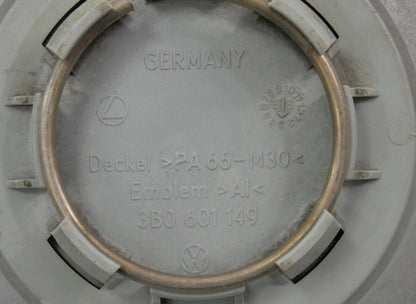 GERMANY
Deckel >PA 66-M30<
Emblem >Al<
3B0 601 149